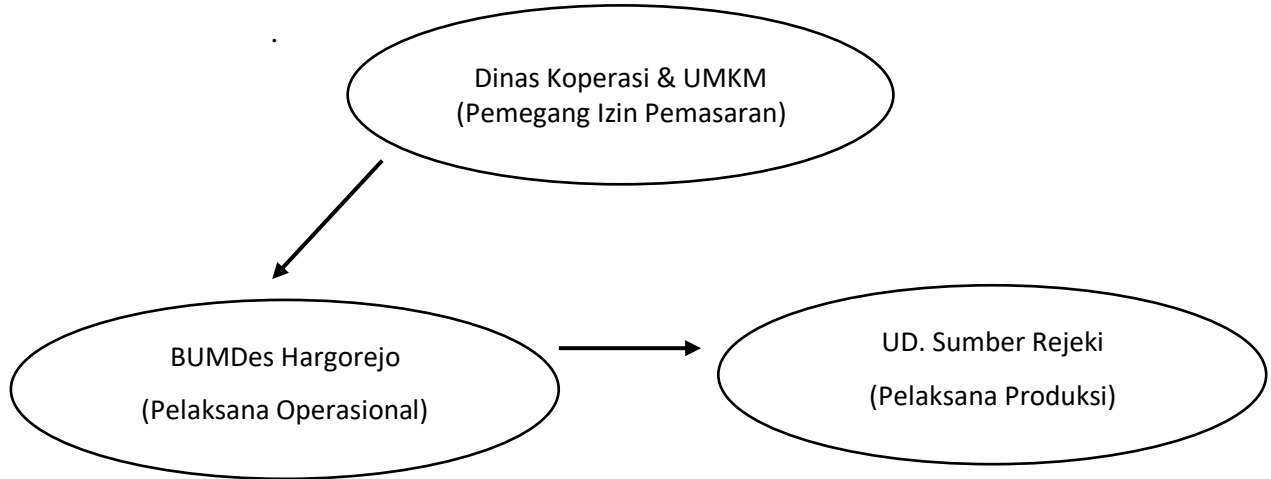 Dinas Koperasi & UMKM
(Pemegang Izin Pemasaran)
BUMDes Hargorejo
(Pelaksana Operasional)
UD. Sumber Rejeki
(Pelaksana Produksi)